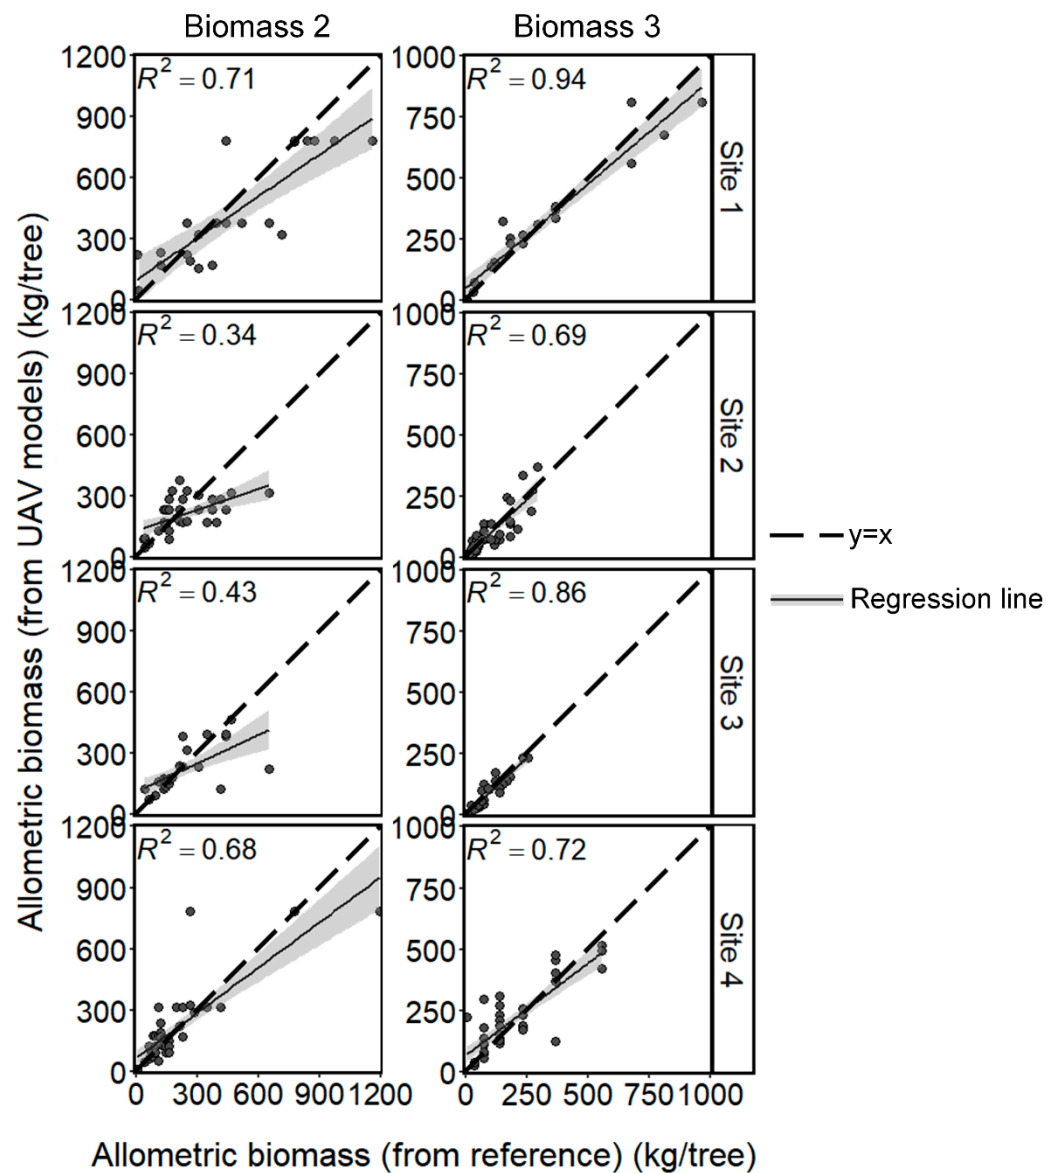 Biomass 2
Biomass 3
Allometric biomass (from UAV models) (kg/tree)
1200
900
600
300
0
R² = 0.71
1000
750
500
250
0
R² = 0.94
Site 1
1200
900
600
300
0
R² = 0.34
1000
750
500
250
0
R² = 0.69
Site 2
y=x
Regression line
1200
900
600
300
0
R² = 0.43
1000
750
500
250
0
R² = 0.86
Site 3
1200
900
600
300
0
R² = 0.68
1000
750
500
250
0
R² = 0.72
Site 4
0 300 600 900 1200
0 250 500 750 1000
Allometric biomass (from reference) (kg/tree)